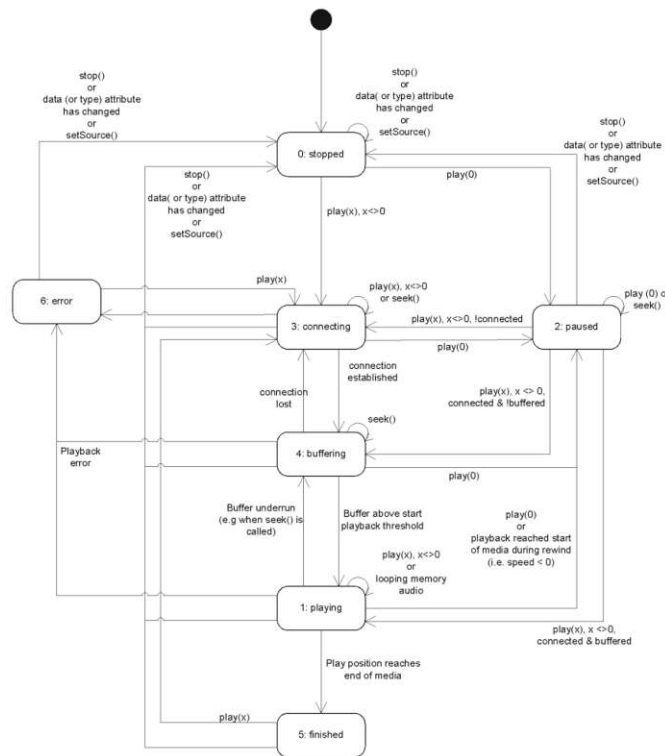 stop()
or
data (or type) attribute
has changed
or
setSource()
stop()
or
data( or type) attribute
has changed
or
setSource()
stop()
or
data( or type) attribute
has changed
or
setSource()
0: stopped
play(0)
stop()
or
data( or type) attribute
has changed
or
setSource()
play(x), x<>0
6: error
play(x)
play(x), x<>0
or seek()
play (0) o
seek()
3: connecting
play(x), x<>0, !connected
2: paused
play(0)
connection
established
connection
lost
play(x), x <> 0,
connected & !buffered
seek()
4: buffering
Playback
error
play(0)
Buffer underrun
(e.g when seek() is
called)
Buffer above start
playback threshold
play(0)
or
playback reached start
of media during rewind
(i.e. speed < 0)
play(x), x<>0
or
looping memory
audio
1: playing
play(x), x <>0,
connected & buffered
Play position reaches
end of media
play(x)
5: finished